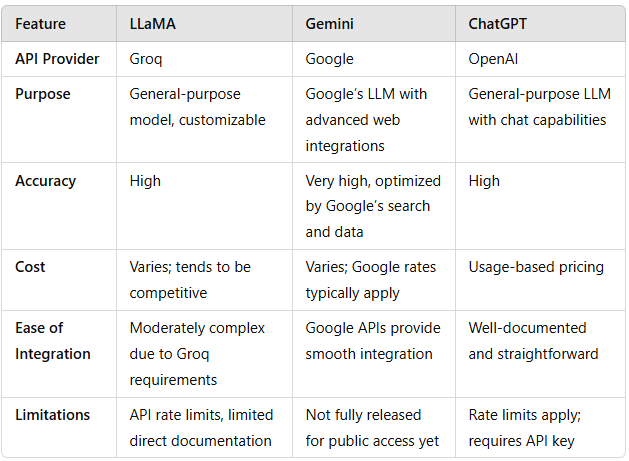 Feature LLaMA Gemini ChatGPT
API Provider Groq Google OpenAI
Purpose General-purpose Google’s LLM with General-purpose LLM
model, customizable advanced web with chat capabilities
integrations
Accuracy High Very high, optimized High
by Google’s search
and data
Cost Varies; tends to be Varies; Google rates Usage-based pricing
competitive typically apply
Ease of Moderately complex Google APIs provide Well-documented
Integration due to Groq smooth integration and straightforward
requirements
Limitations API rate limits, limited Not fully released Rate limits apply;
direct documentation for public access yet requires API key